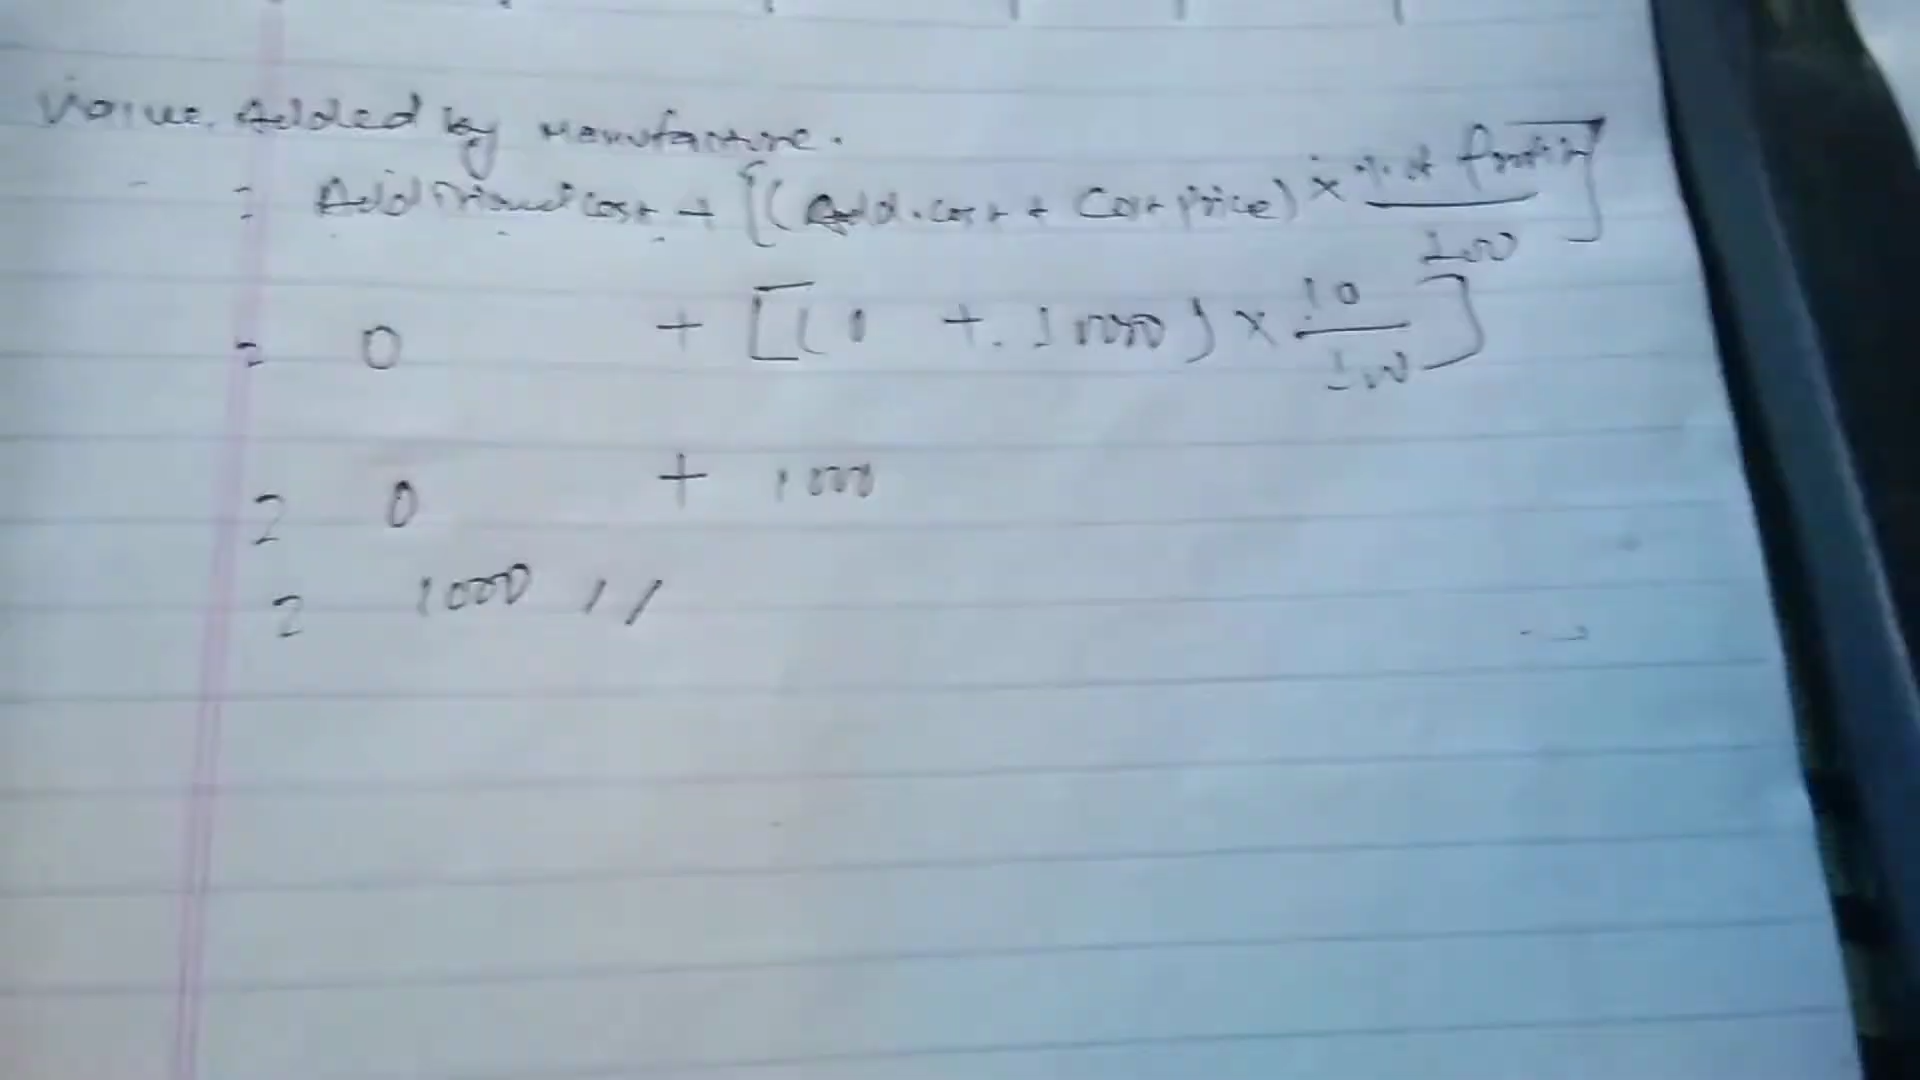 Value Added by Manufacture.
= Additional cost + [(Add.cost + Cost price) x % of Profit / 100]
= 0 + [(0 + 10000) x 10 / 100]
= 0 + 1000
= 1000 //